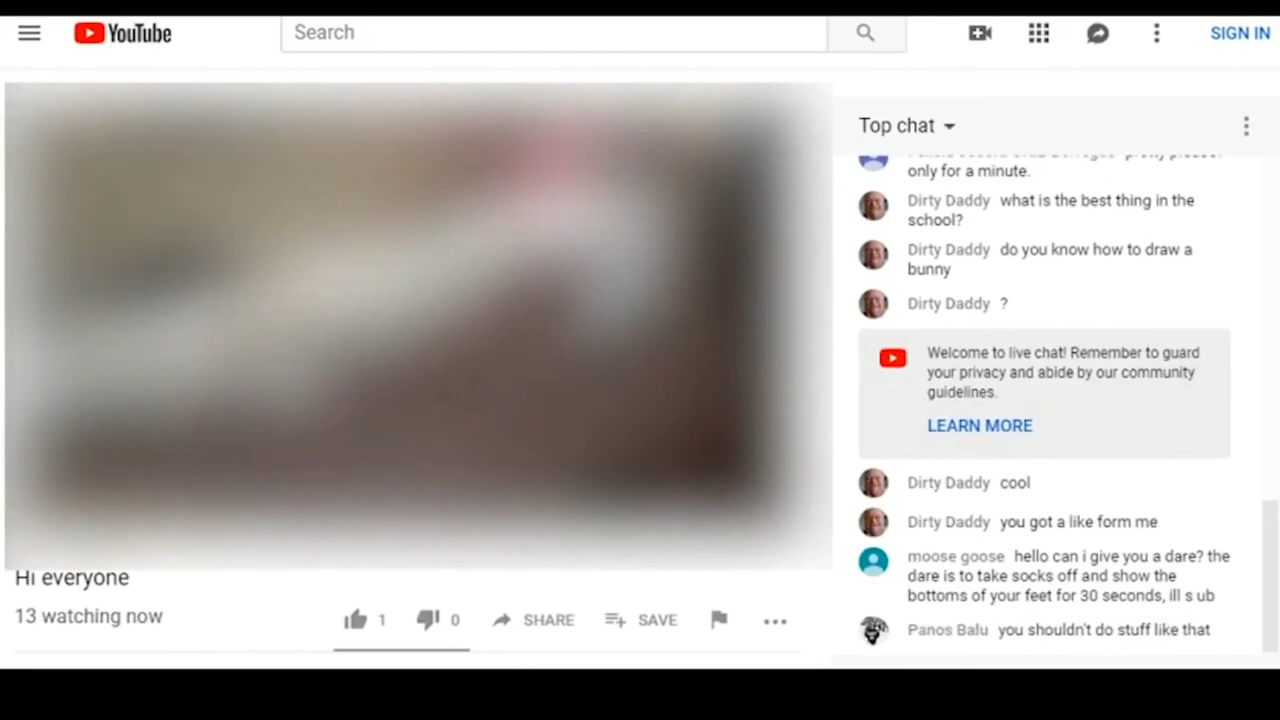 YouTube
Search
SIGN IN
Top chat
only for a minute.
Dirty Daddy what is the best thing in the
school?
Dirty Daddy do you know how to draw a
bunny
Dirty Daddy ?
Welcome to live chat! Remember to guard
your privacy and abide by our community
guidelines.
LEARN MORE
Dirty Daddy cool
Dirty Daddy you got a like form me
moose goose hello can i give you a dare? the
dare is to take socks off and show the
bottoms of your feet for 30 seconds, ill s ub
Panos Balu you shouldn't do stuff like that
Hi everyone
13 watching now
1
0
SHARE
SAVE